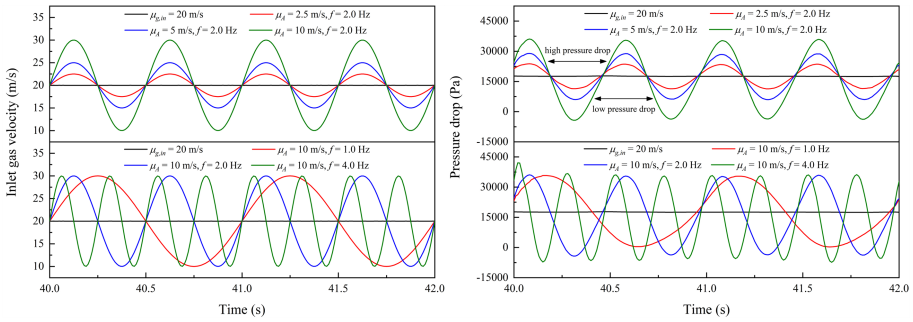 μg,in = 20 m/s
μA = 2.5 m/s, f = 2.0 Hz
μA = 5 m/s, f = 2.0 Hz
μA = 10 m/s, f = 2.0 Hz
35
30
25
20
15
10
μg,in = 20 m/s
μA = 10 m/s, f = 1.0 Hz
μA = 10 m/s, f = 2.0 Hz
μA = 10 m/s, f = 4.0 Hz
35
30
25
20
15
10
Inlet gas velocity (m/s)
40.0
40.5
41.0
41.5
42.0
Time (s)
μg,in = 20 m/s
μA = 2.5 m/s, f = 2.0 Hz
μA = 5 m/s, f = 2.0 Hz
μA = 10 m/s, f = 2.0 Hz
high pressure drop
low pressure drop
45000
30000
15000
0
-15000
μg,in = 20 m/s
μA = 10 m/s, f = 1.0 Hz
μA = 10 m/s, f = 2.0 Hz
μA = 10 m/s, f = 4.0 Hz
45000
30000
15000
0
-15000
Pressure drop (Pa)
40.0
40.5
41.0
41.5
42.0
Time (s)